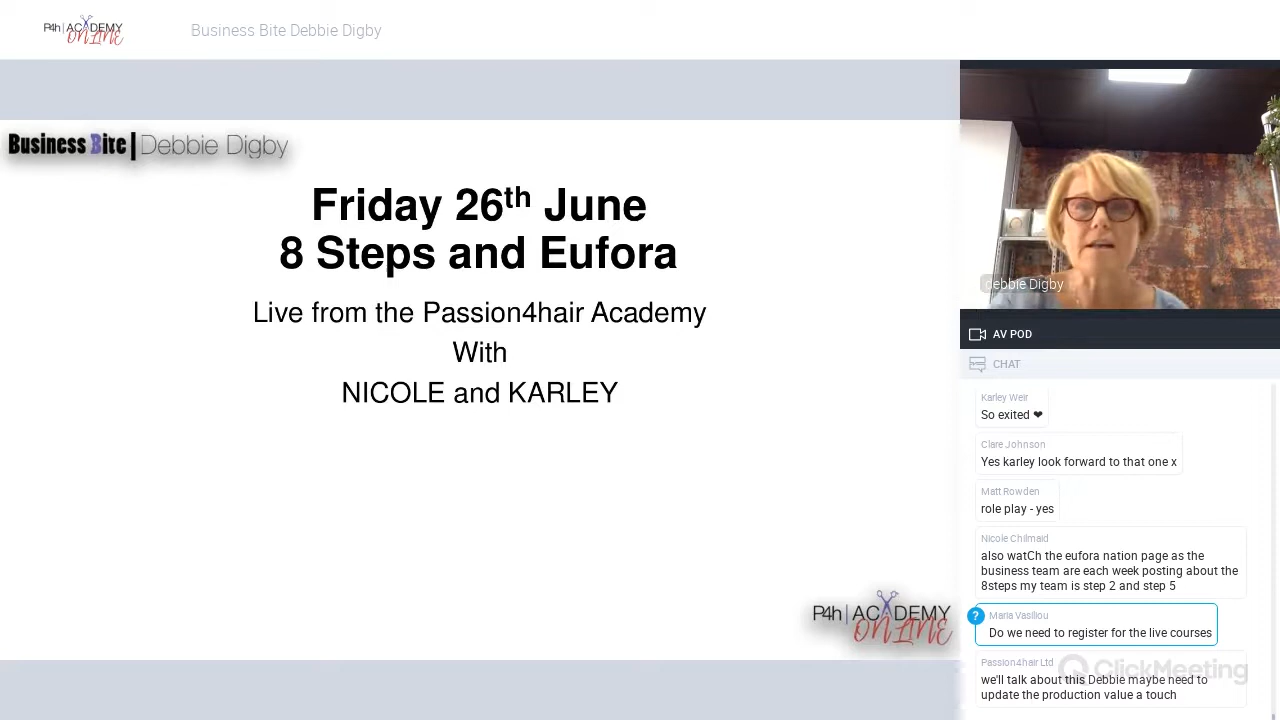 P4h|ACADEMY
ONLINE
Business Bite Debbie Digby
Business Bite|Debbie Digby
Friday 26th June
8 Steps and Eufora
Live from the Passion4hair Academy
With
NICOLE and KARLEY
P4h|ACADEMY
ONLINE
debbie Digby
AV POD
CHAT
Karley Weir
So exited ❤
Clare Johnson
Yes karley look forward to that one x
Matt Rowden
role play - yes
Nicole Chilmaid
also watCh the eufora nation page as the
business team are each week posting about the
8steps my team is step 2 and step 5
?
Maria Vasiliou
Do we need to register for the live courses
Passion4hair Ltd
we'll talk about this Debbie maybe need to
update the production value a touch
ClickMeeting